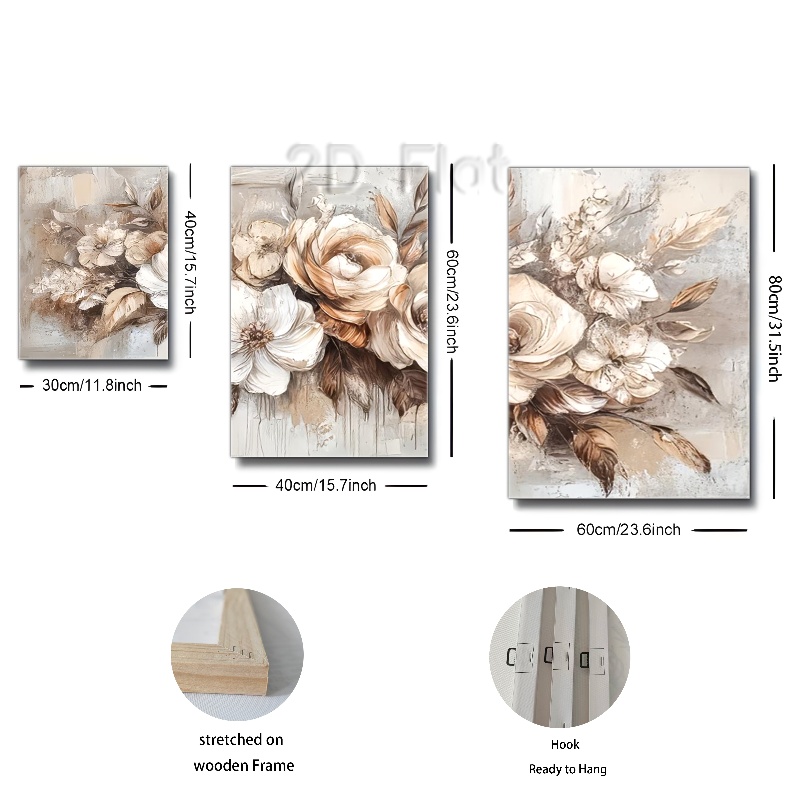 2D Flat
40cm/15.7inch
30cm/11.8inch
60cm/23.6inch
40cm/15.7inch
80cm/31.5inch
60cm/23.6inch
stretched on
wooden Frame
Hook
Ready to Hang